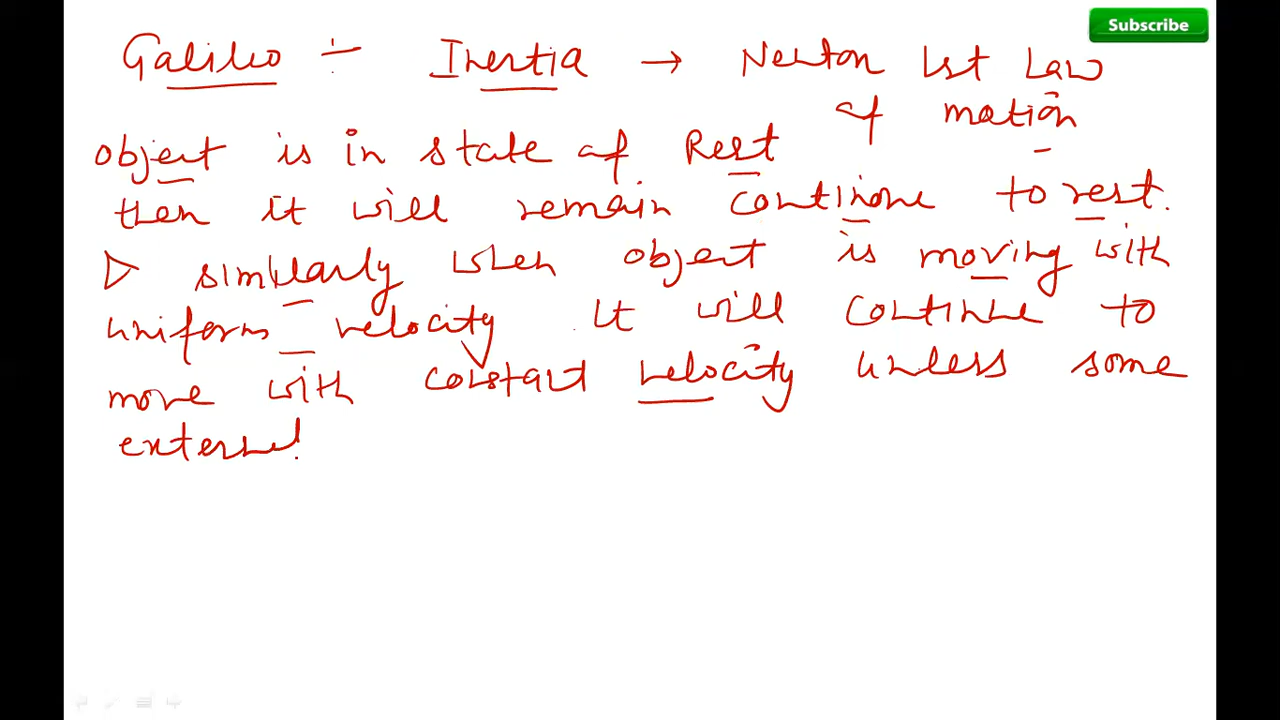 Subscribe
Galileo ÷ Inertia → Newton 1st Law
of motion
object is in state of Rest
then it will remain continone to rest.
▷ similarly when object is moving with
uniform velocity It will continue to
move with constant velocity unless some
external